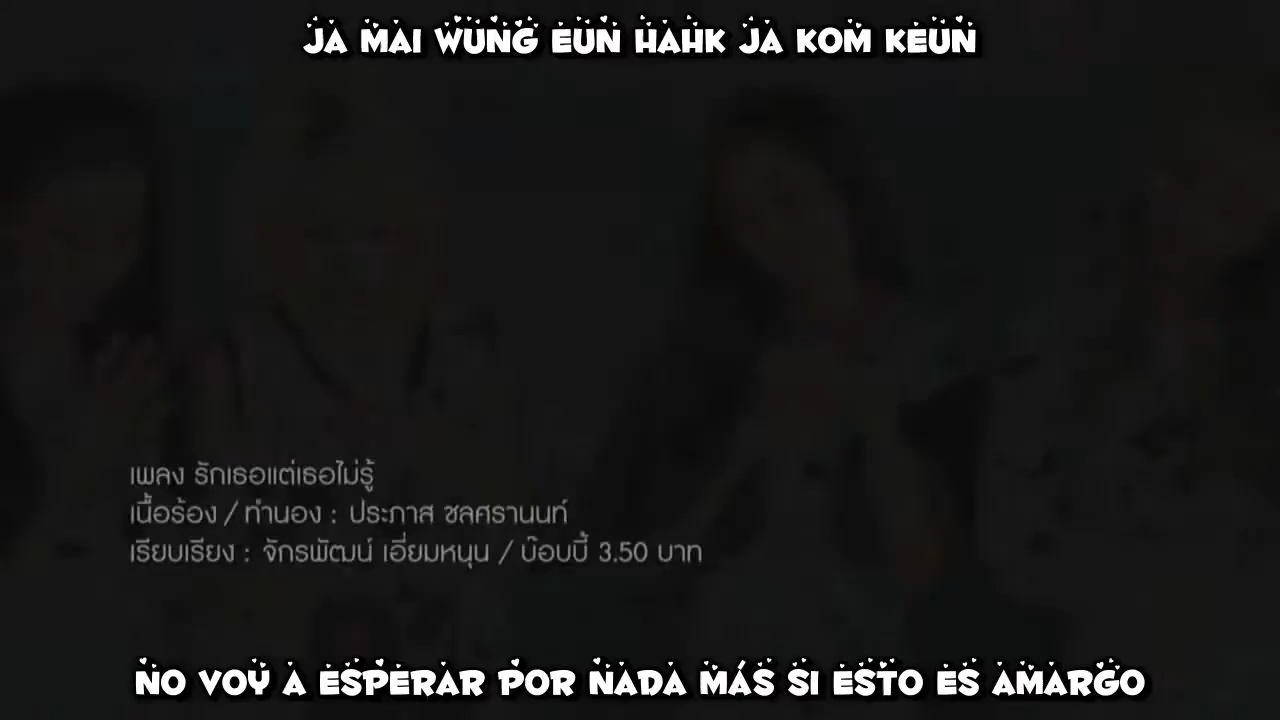 JA MAI WUNG EUN HAHK JA KOM KEUN
เพลง รักเธอแต่เธอไม่รู้
เนื้อร้อง / ทำนอง : ประภาส ชลศรานนท์
เรียบเรียง : จักรพัฒน์ เอี่ยมหนุน / บ๊อบบี้ 3.50 บาท
NO VOY A ESPERAR POR NADA MÁS SI ESTO ES AMARGO